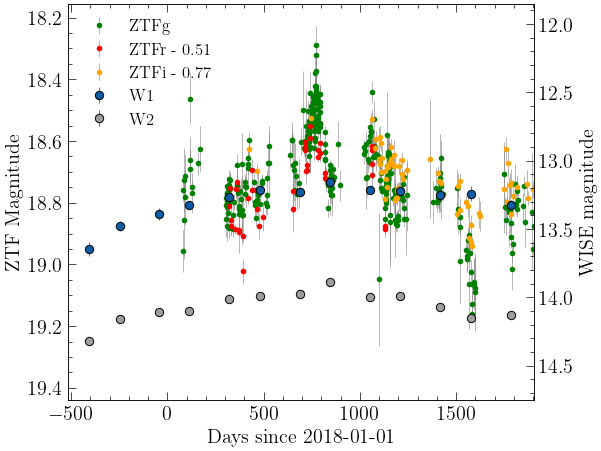 18.2
18.4
18.6
18.8
19.0
19.2
19.4
ZTF Magnitude
ZTFg
ZTFr - 0.51
ZTFi - 0.77
W1
W2
12.0
12.5
13.0
13.5
14.0
14.5
WISE magnitude
−500 0 500 1000 1500
Days since 2018-01-01